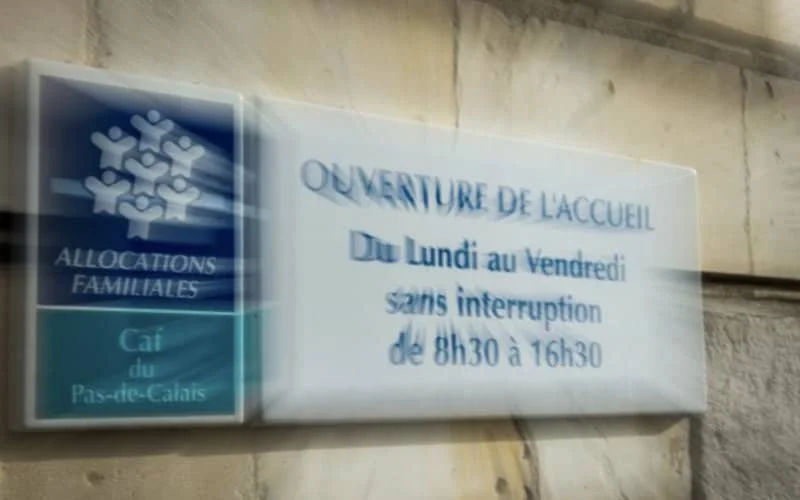 ALLOCATIONS
FAMILIALES
Caf
du
Pas-de-Calais
OUVERTURE DE L'ACCUEIL
Du Lundi au Vendredi
sans interruption
de 8h30 à 16h30